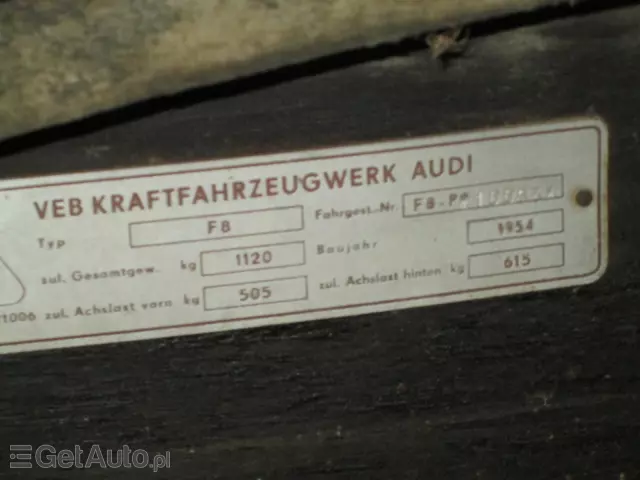 VEB KRAFTFAHRZEUGWERK AUDI
Typ F8 Fahrgest.-Nr. F8-P
zul. Gesamtgew. kg 1120 Baujahr 1954
zul. Achslast vorn kg 505 zul. Achslast hinten kg 615
GetAuto.pl